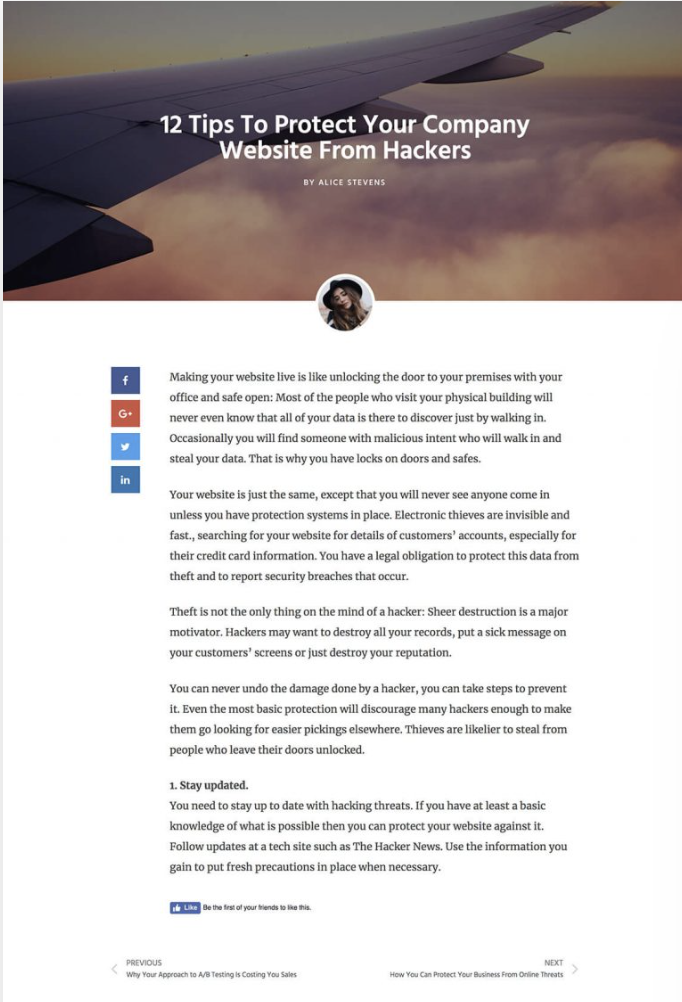 12 Tips To Protect Your Company
Website From Hackers
BY ALICE STEVENS
f
G+
in
Making your website live is like unlocking the door to your premises with your
office and safe open: Most of the people who visit your physical building will
never even know that all of your data is there to discover just by walking in.
Occasionally you will find someone with malicious intent who will walk in and
steal your data. That is why you have locks on doors and safes.
Your website is just the same, except that you will never see anyone come in
unless you have protection systems in place. Electronic thieves are invisible and
fast., searching for your website for details of customers’ accounts, especially for
their credit card information. You have a legal obligation to protect this data from
theft and to report security breaches that occur.
Theft is not the only thing on the mind of a hacker: Sheer destruction is a major
motivator. Hackers may want to destroy all your records, put a sick message on
your customers’ screens or just destroy your reputation.
You can never undo the damage done by a hacker, you can take steps to prevent
it. Even the most basic protection will discourage many hackers enough to make
them go looking for easier pickings elsewhere. Thieves are likelier to steal from
people who leave their doors unlocked.
1. Stay updated.
You need to stay up to date with hacking threats. If you have at least a basic
knowledge of what is possible then you can protect your website against it.
Follow updates at a tech site such as The Hacker News. Use the information you
gain to put fresh precautions in place when necessary.
Like Be the first of your friends to like this.
PREVIOUS
Why Your Approach to A/B Testing Is Costing You Sales
NEXT
How You Can Protect Your Business From Online Threats